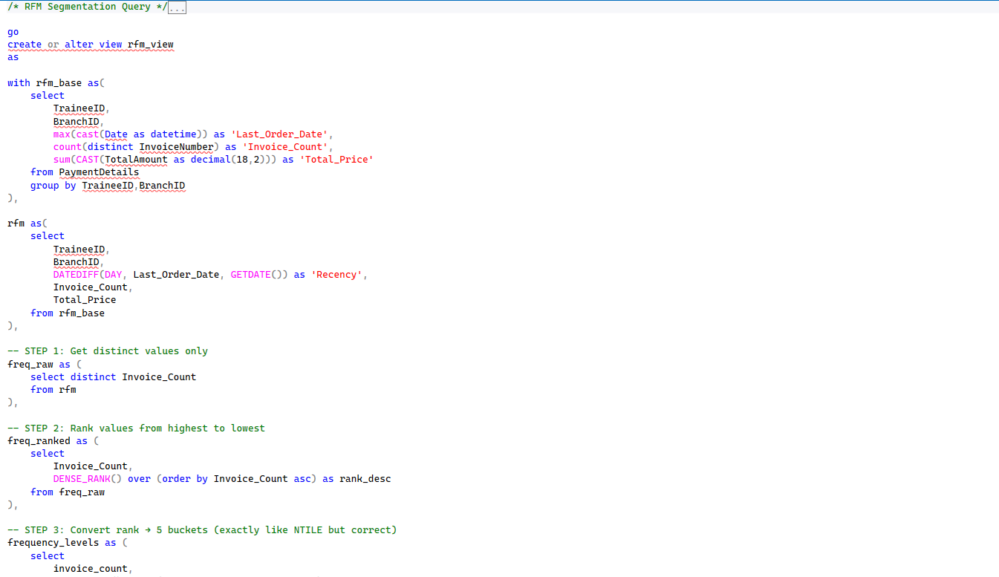 /* RFM Segmentation Query */...
go
create or alter view rfm_view
as
with rfm_base as(
    select
        TraineeID,
        BranchID,
        max(cast(Date as datetime)) as 'Last_Order_Date',
        count(distinct InvoiceNumber) as 'Invoice_Count',
        sum(CAST(TotalAmount as decimal(18,2))) as 'Total_Price'
    from PaymentDetails
    group by TraineeID,BranchID
),
rfm as(
    select
        TraineeID,
        BranchID,
        DATEDIFF(DAY, Last_Order_Date, GETDATE()) as 'Recency',
        Invoice_Count,
        Total_Price
    from rfm_base
),
-- STEP 1: Get distinct values only
freq_raw as (
    select distinct Invoice_Count
    from rfm
),
-- STEP 2: Rank values from highest to lowest
freq_ranked as (
    select
        Invoice_Count,
        DENSE_RANK() over (order by Invoice_Count asc) as rank_desc
    from freq_raw
),
-- STEP 3: Convert rank → 5 buckets (exactly like NTILE but correct)
frequency_levels as (
    select
        invoice_count,